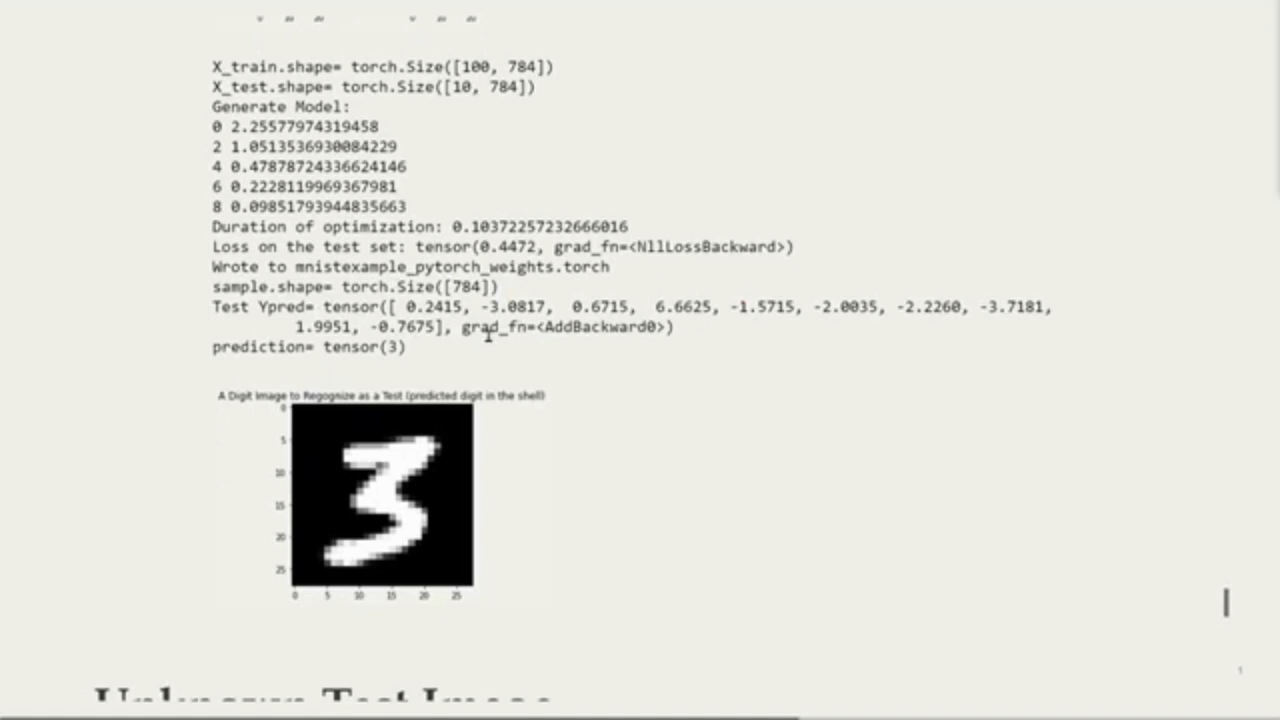 X_train.shape= torch.Size([100, 784])
X_test.shape= torch.Size([10, 784])
Generate Model:
0 2.25577974319458
2 1.0513536930084229
4 0.47878724336624146
6 0.2228119969367981
8 0.09851793944835663
Duration of optimization: 0.10372257232666016
Loss on the test set: tensor(0.4472, grad_fn=<NllLossBackward>)
Wrote to mnistexample_pytorch_weights.torch
sample.shape= torch.Size([784])
Test Ypred= tensor([ 0.2415, -3.0817,  0.6715,  6.6625, -1.5715, -2.0035, -2.2260, -3.7181,
1.9951, -0.7675], grad_fn=<AddBackward0>)
prediction= tensor(3)
A Digit Image to Regognize as a Test (predicted digit in the shell)
0
5
10
15
20
25
3
0 5 10 15 20 25
1